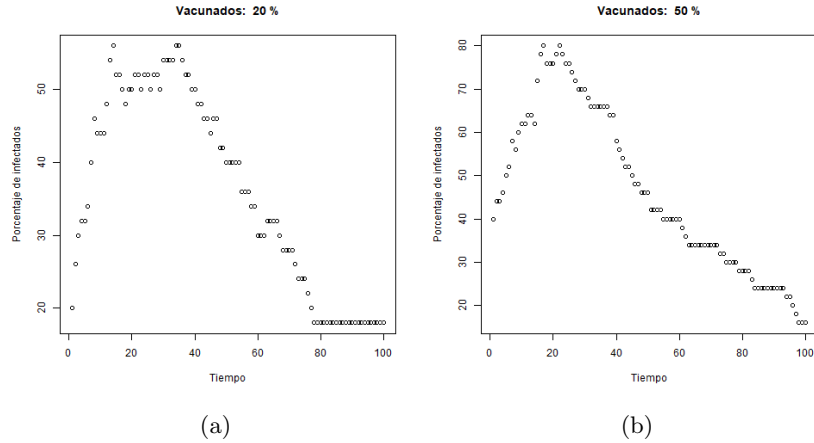 Vacunados: 20 %
Porcentaje de infectados
50
40
30
20
0 20 40 60 80 100
Tiempo
(a)
Vacunados: 50 %
Porcentaje de infectados
80
70
60
50
40
30
20
0 20 40 60 80 100
Tiempo
(b)